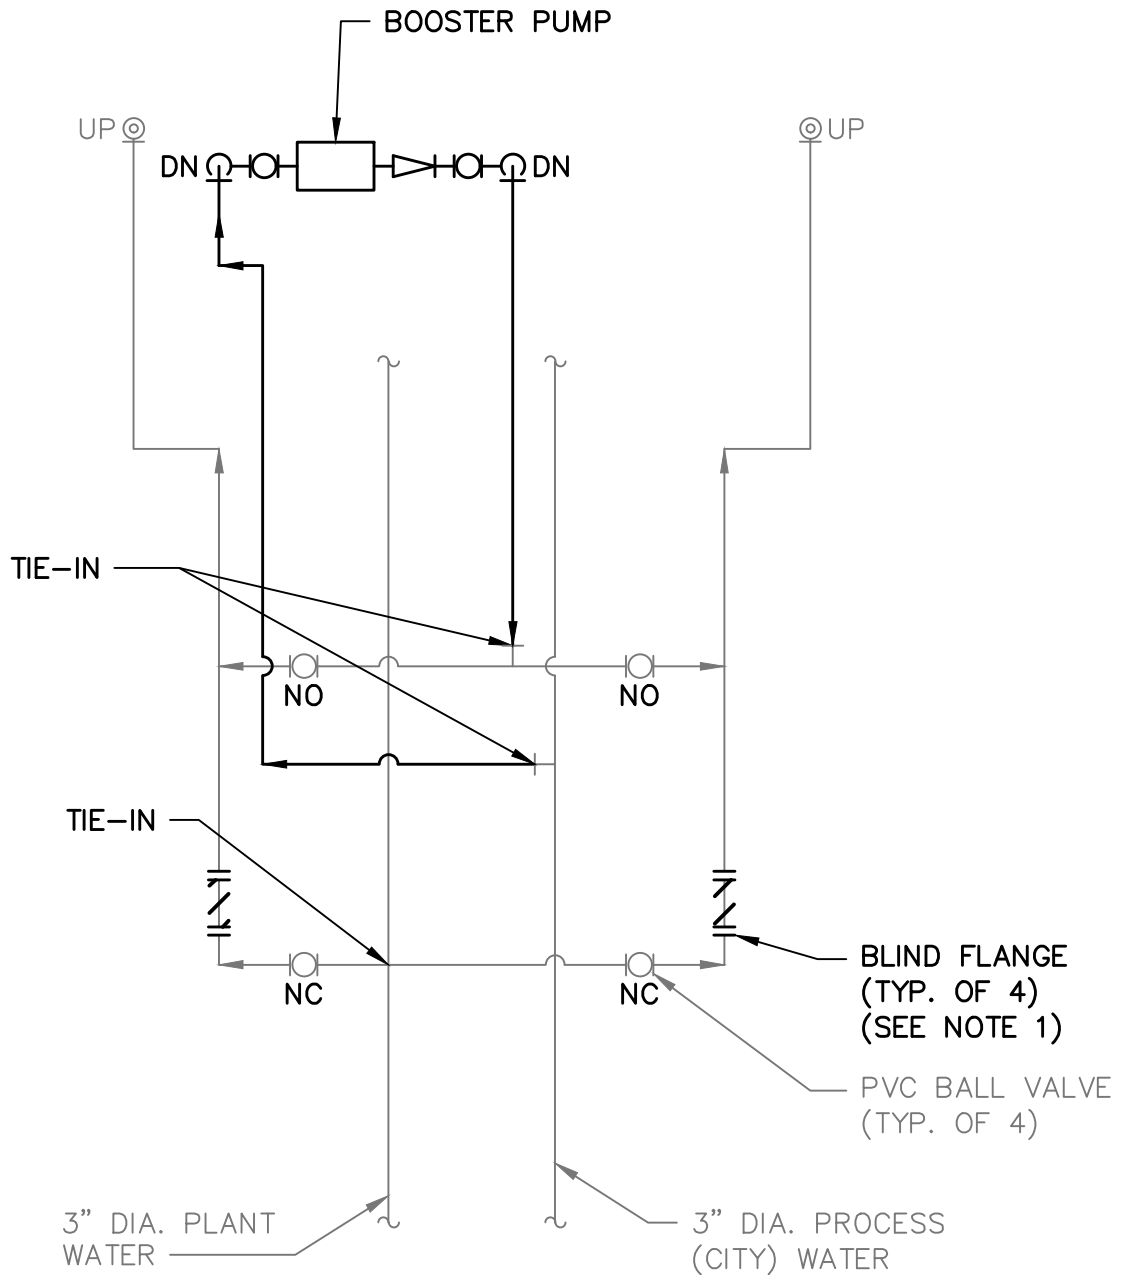 BOOSTER PUMP
UP
UP
DN
DN
TIE-IN
NO
NO
TIE-IN
NC
NC
BLIND FLANGE
(TYP. OF 4)
(SEE NOTE 1)
PVC BALL VALVE
(TYP. OF 4)
3" DIA. PLANT
WATER
3" DIA. PROCESS
(CITY) WATER